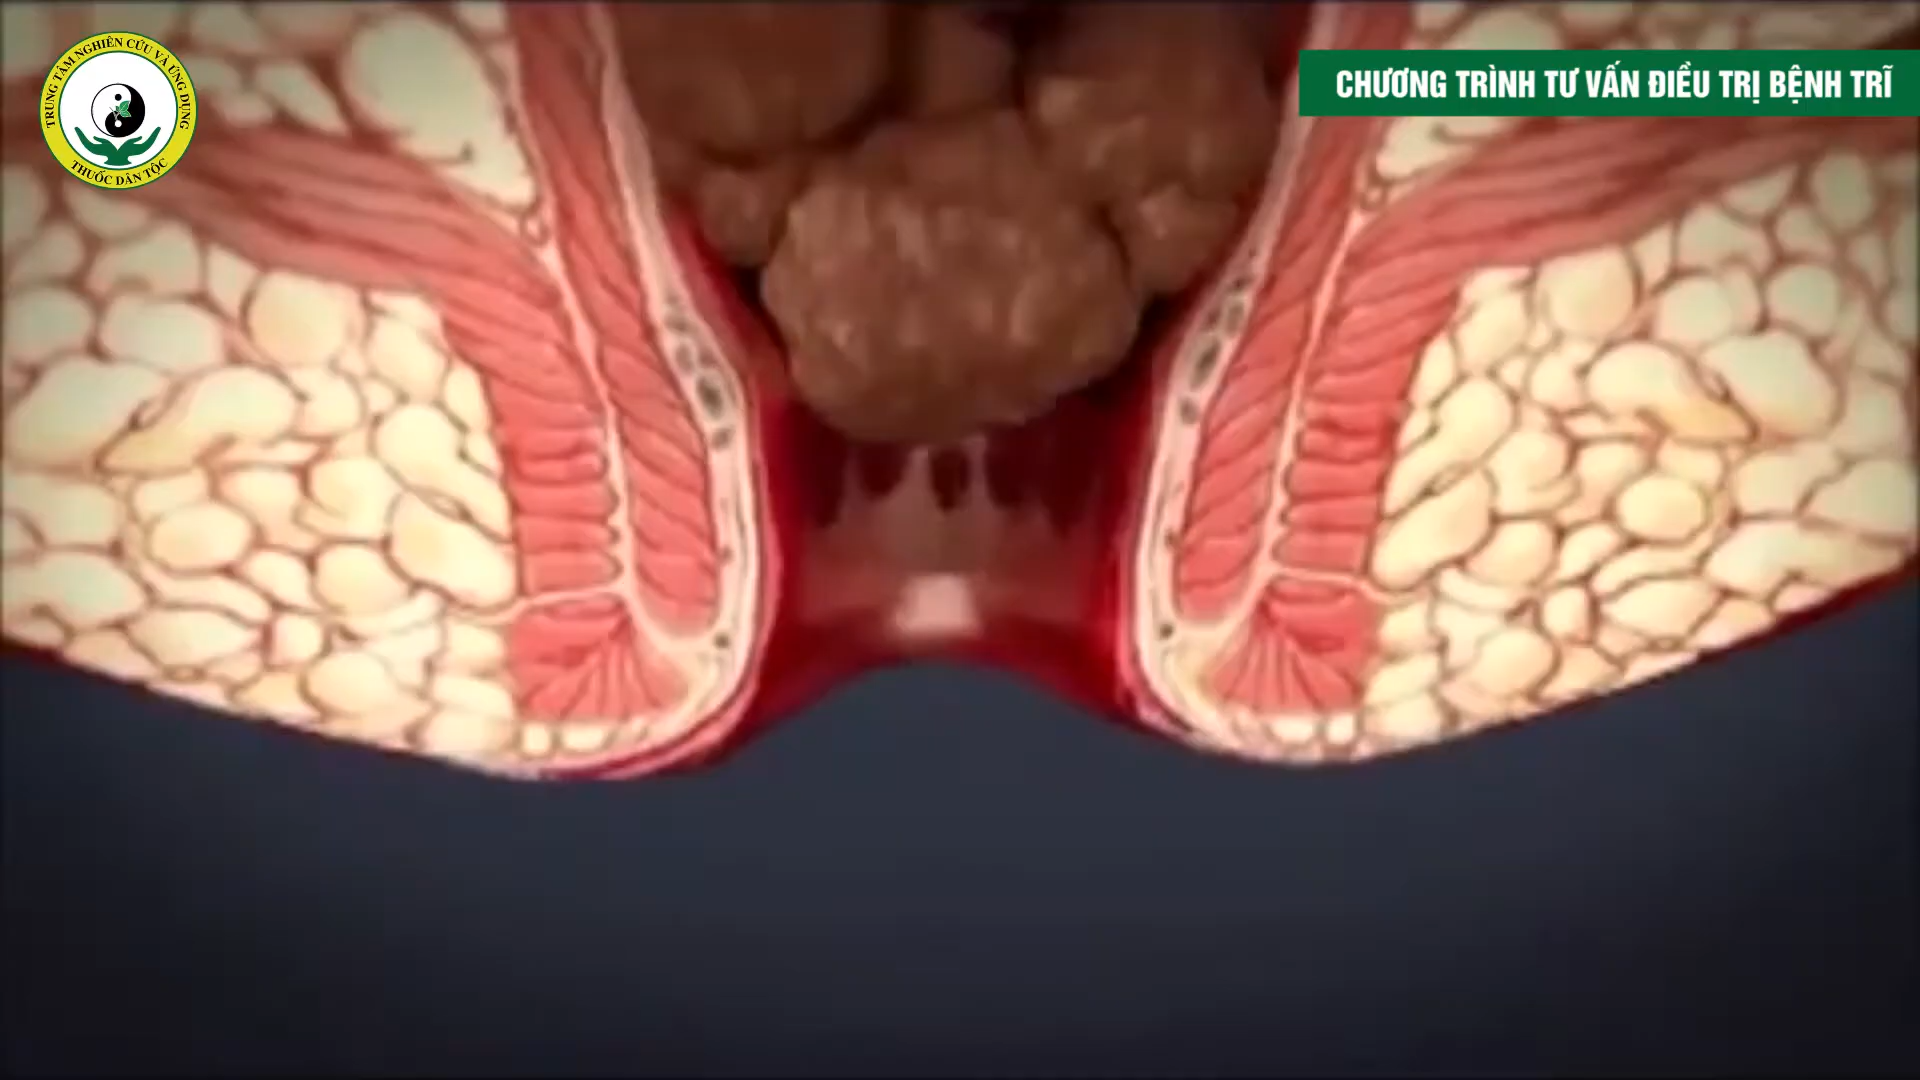 TRUNG TÂM NGHIÊN CỨU VÀ ỨNG DỤNG
THUỐC DÂN TỘC
CHƯƠNG TRÌNH TƯ VẤN ĐIỀU TRỊ BỆNH TRĨ